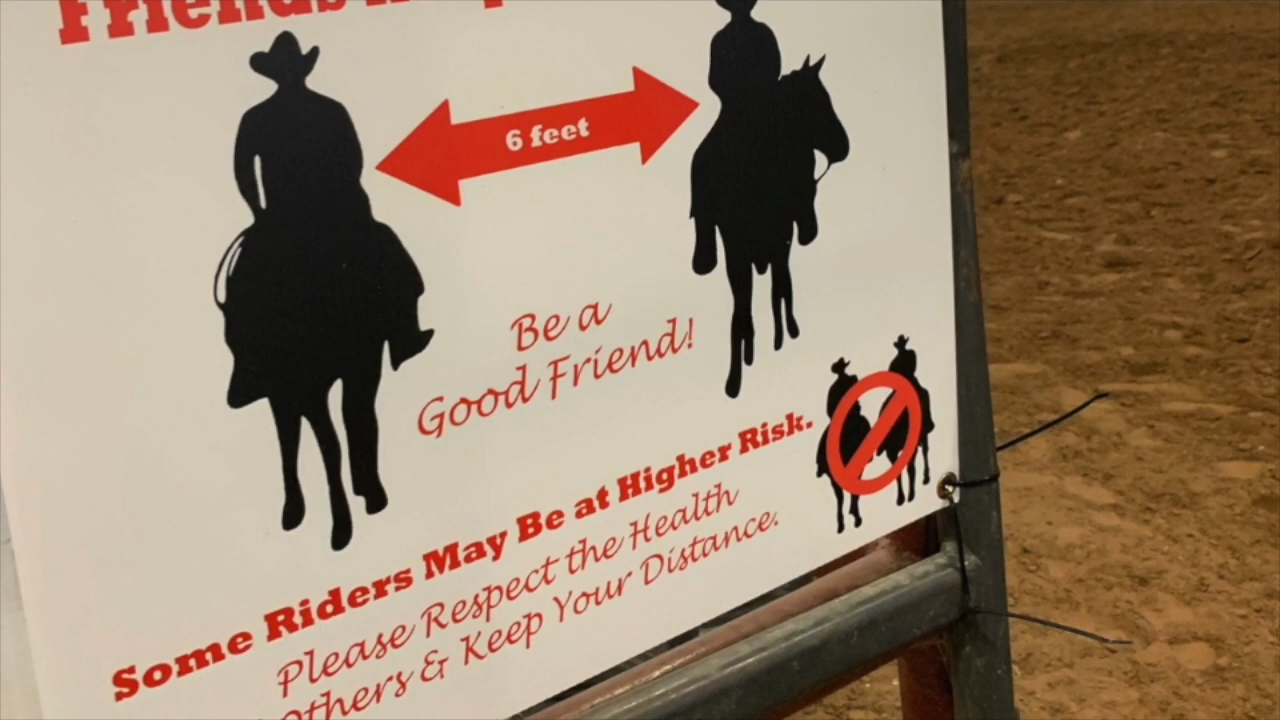 Friends
6 feet
Be a
Good Friend!
Some Riders May Be at Higher Risk.
Please Respect the Health
others & Keep Your Distance.